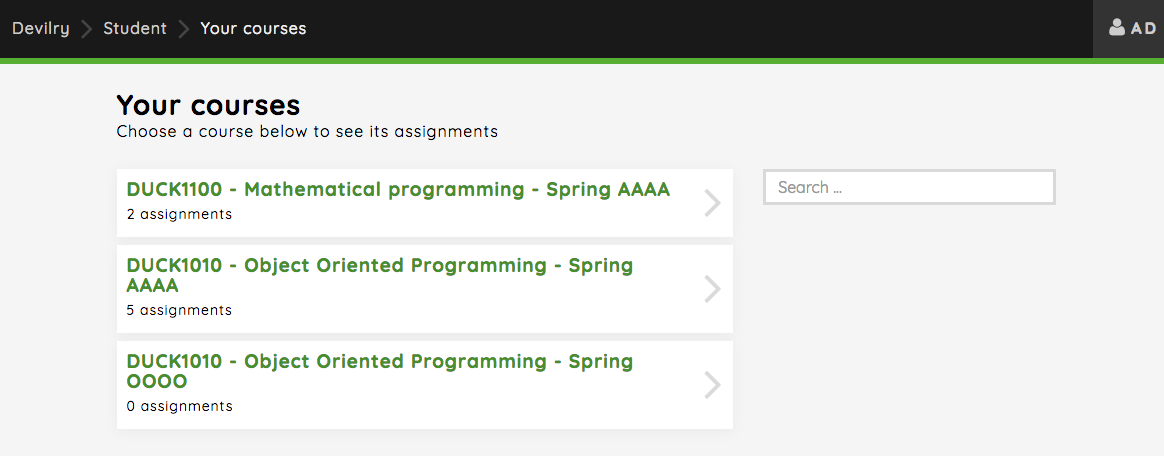 Devilry Student Your courses AD
Your courses
Choose a course below to see its assignments
DUCK1100 - Mathematical programming - Spring AAAA
2 assignments
Search ...
DUCK1010 - Object Oriented Programming - Spring
AAAA
5 assignments
DUCK1010 - Object Oriented Programming - Spring
OOOO
0 assignments